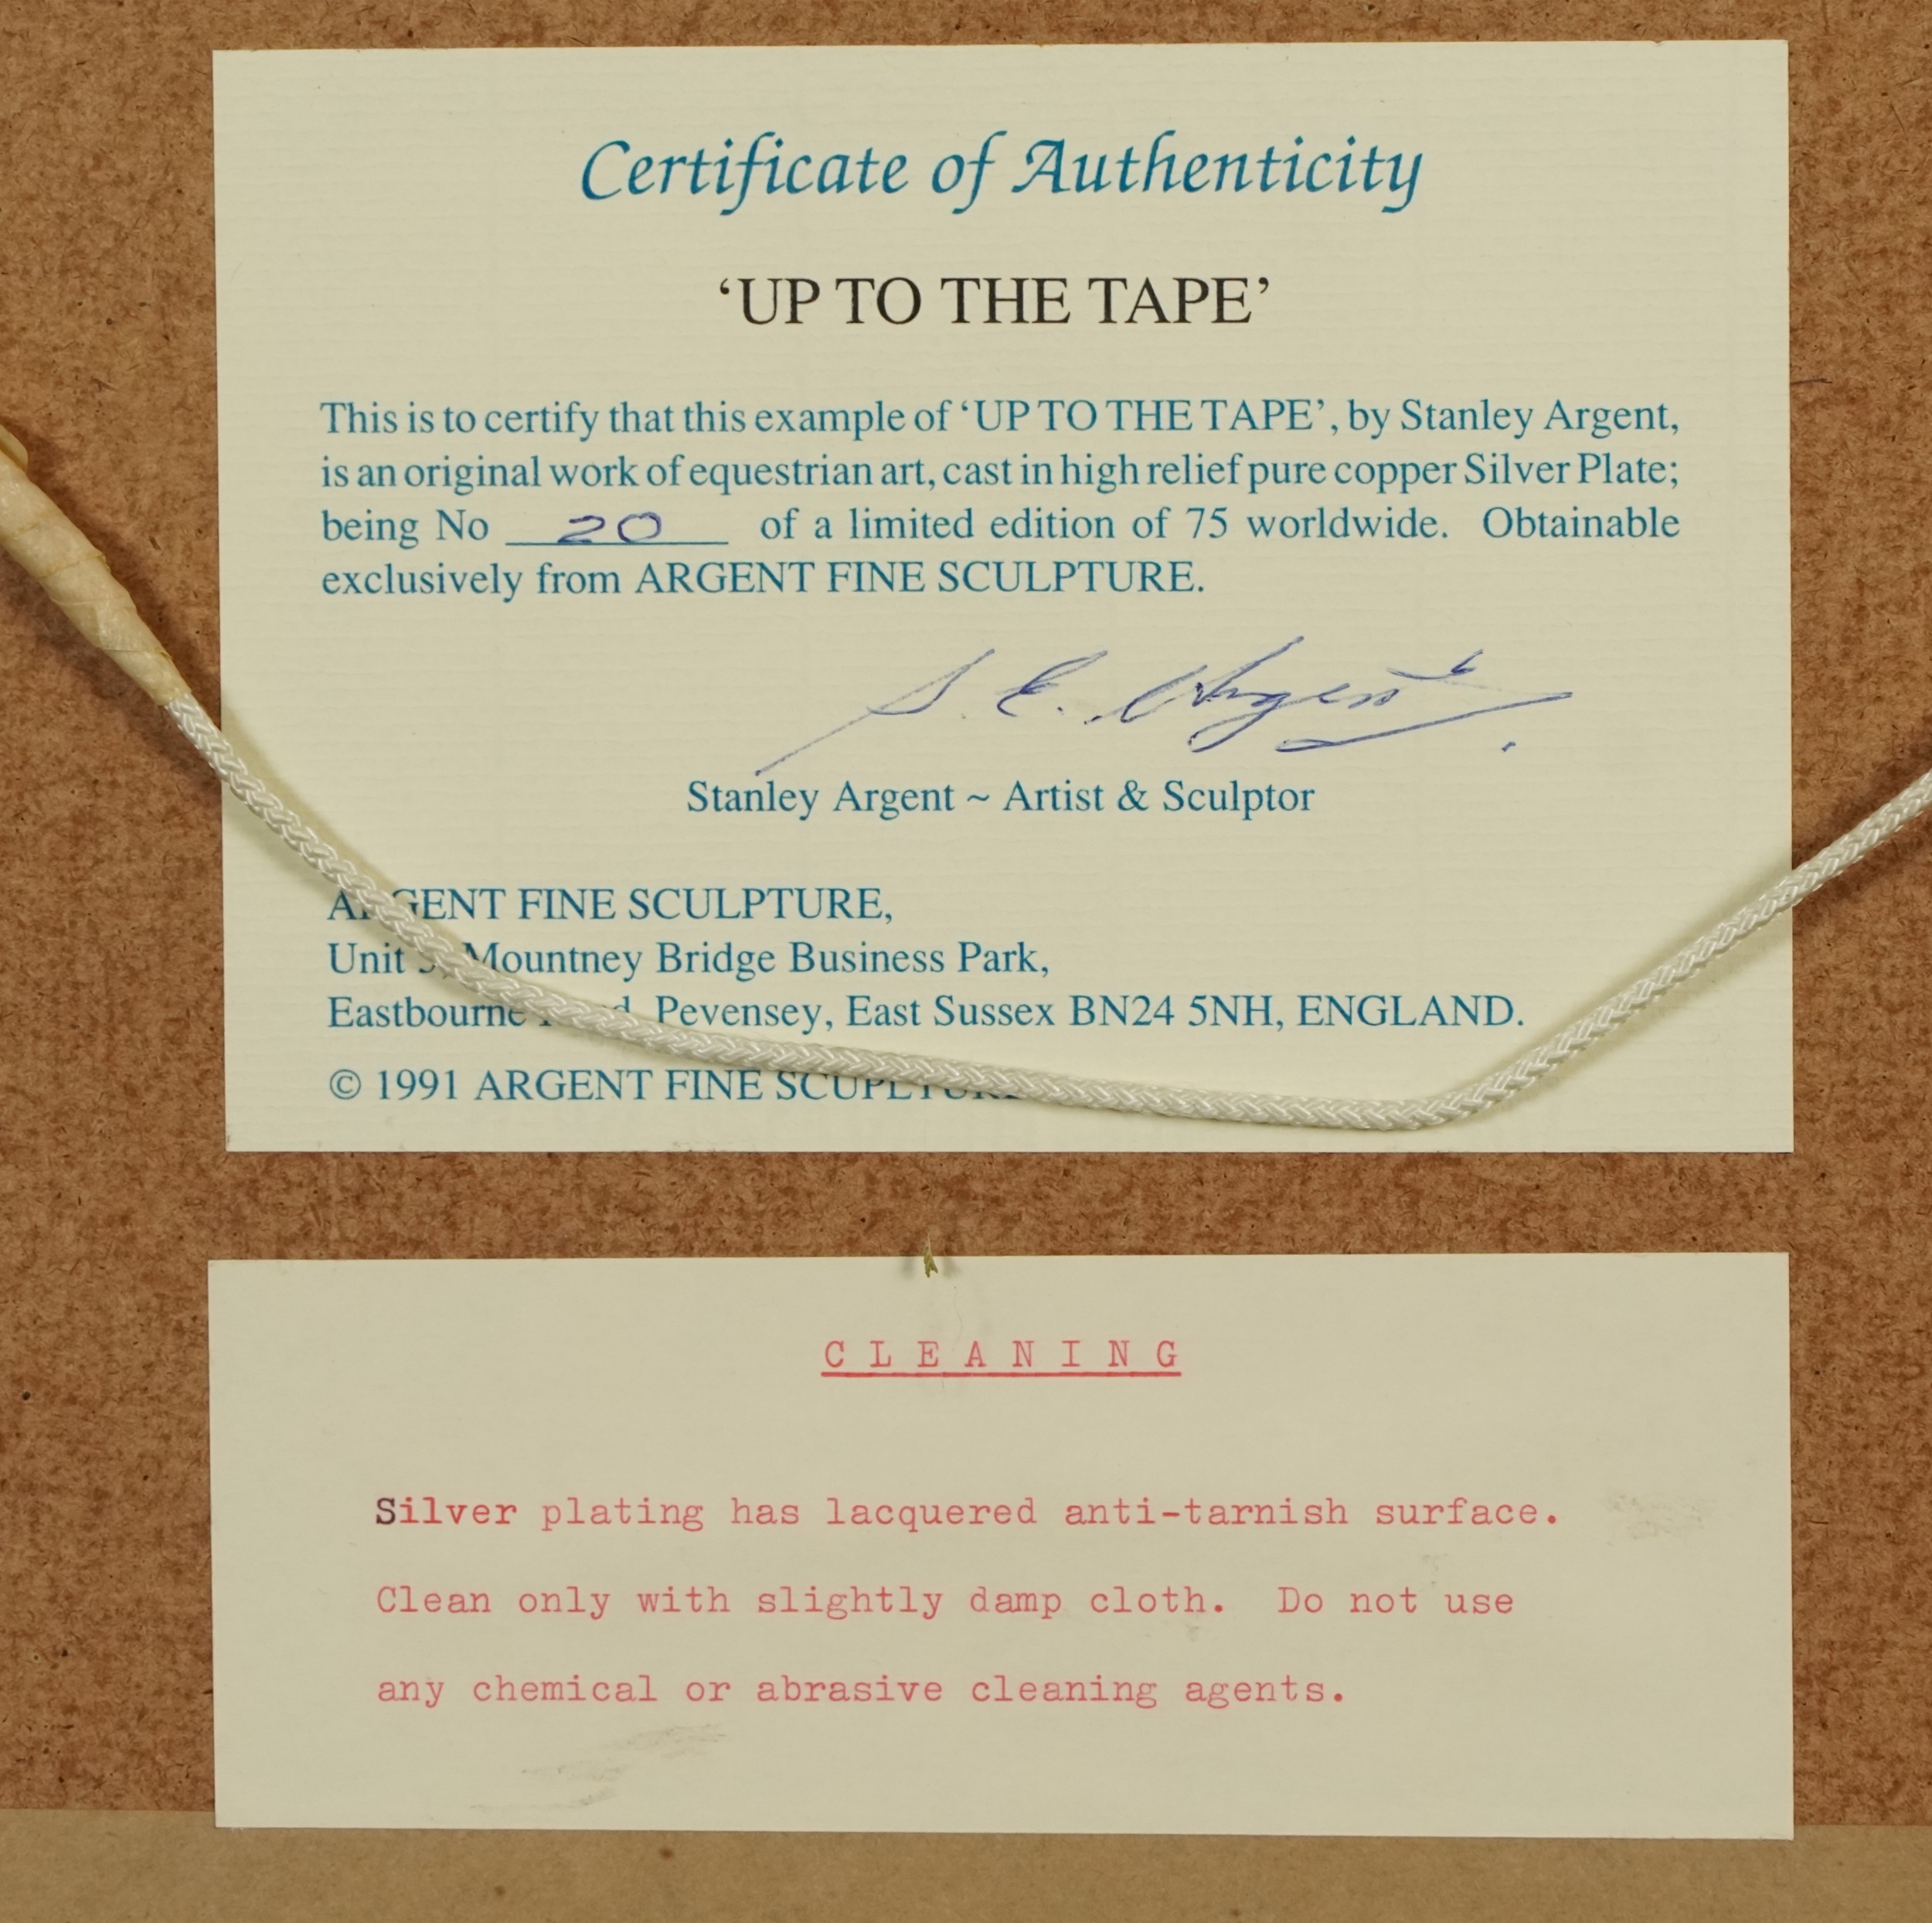 Certificate of Authenticity
‘UP TO THE TAPE’
This is to certify that this example of ‘UP TO THE TAPE’, by Stanley Argent,
is an original work of equestrian art, cast in high relief pure copper Silver Plate;
being No 20 of a limited edition of 75 worldwide. Obtainable
exclusively from ARGENT FINE SCULPTURE.
S. E. Argent
Stanley Argent ~ Artist & Sculptor
ARGENT FINE SCULPTURE,
Unit Mountney Bridge Business Park,
Eastbourne Pevensey, East Sussex BN24 5NH, ENGLAND.
© 1991 ARGENT FINE SCUPLTURE
CLEANING
Silver plating has lacquered anti-tarnish surface.
Clean only with slightly damp cloth. Do not use
any chemical or abrasive cleaning agents.